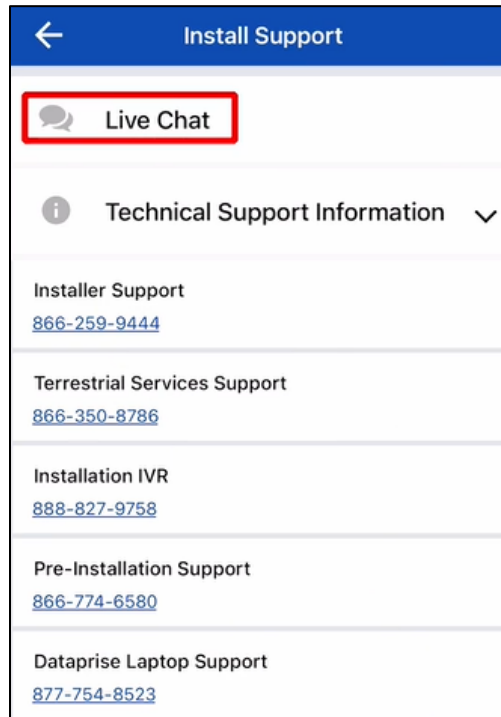 Install Support
Live Chat
Technical Support Information
Installer Support
866-259-9444
Terrestrial Services Support
866-350-8786
Installation IVR
888-827-9758
Pre-Installation Support
866-774-6580
Dataprise Laptop Support
877-754-8523